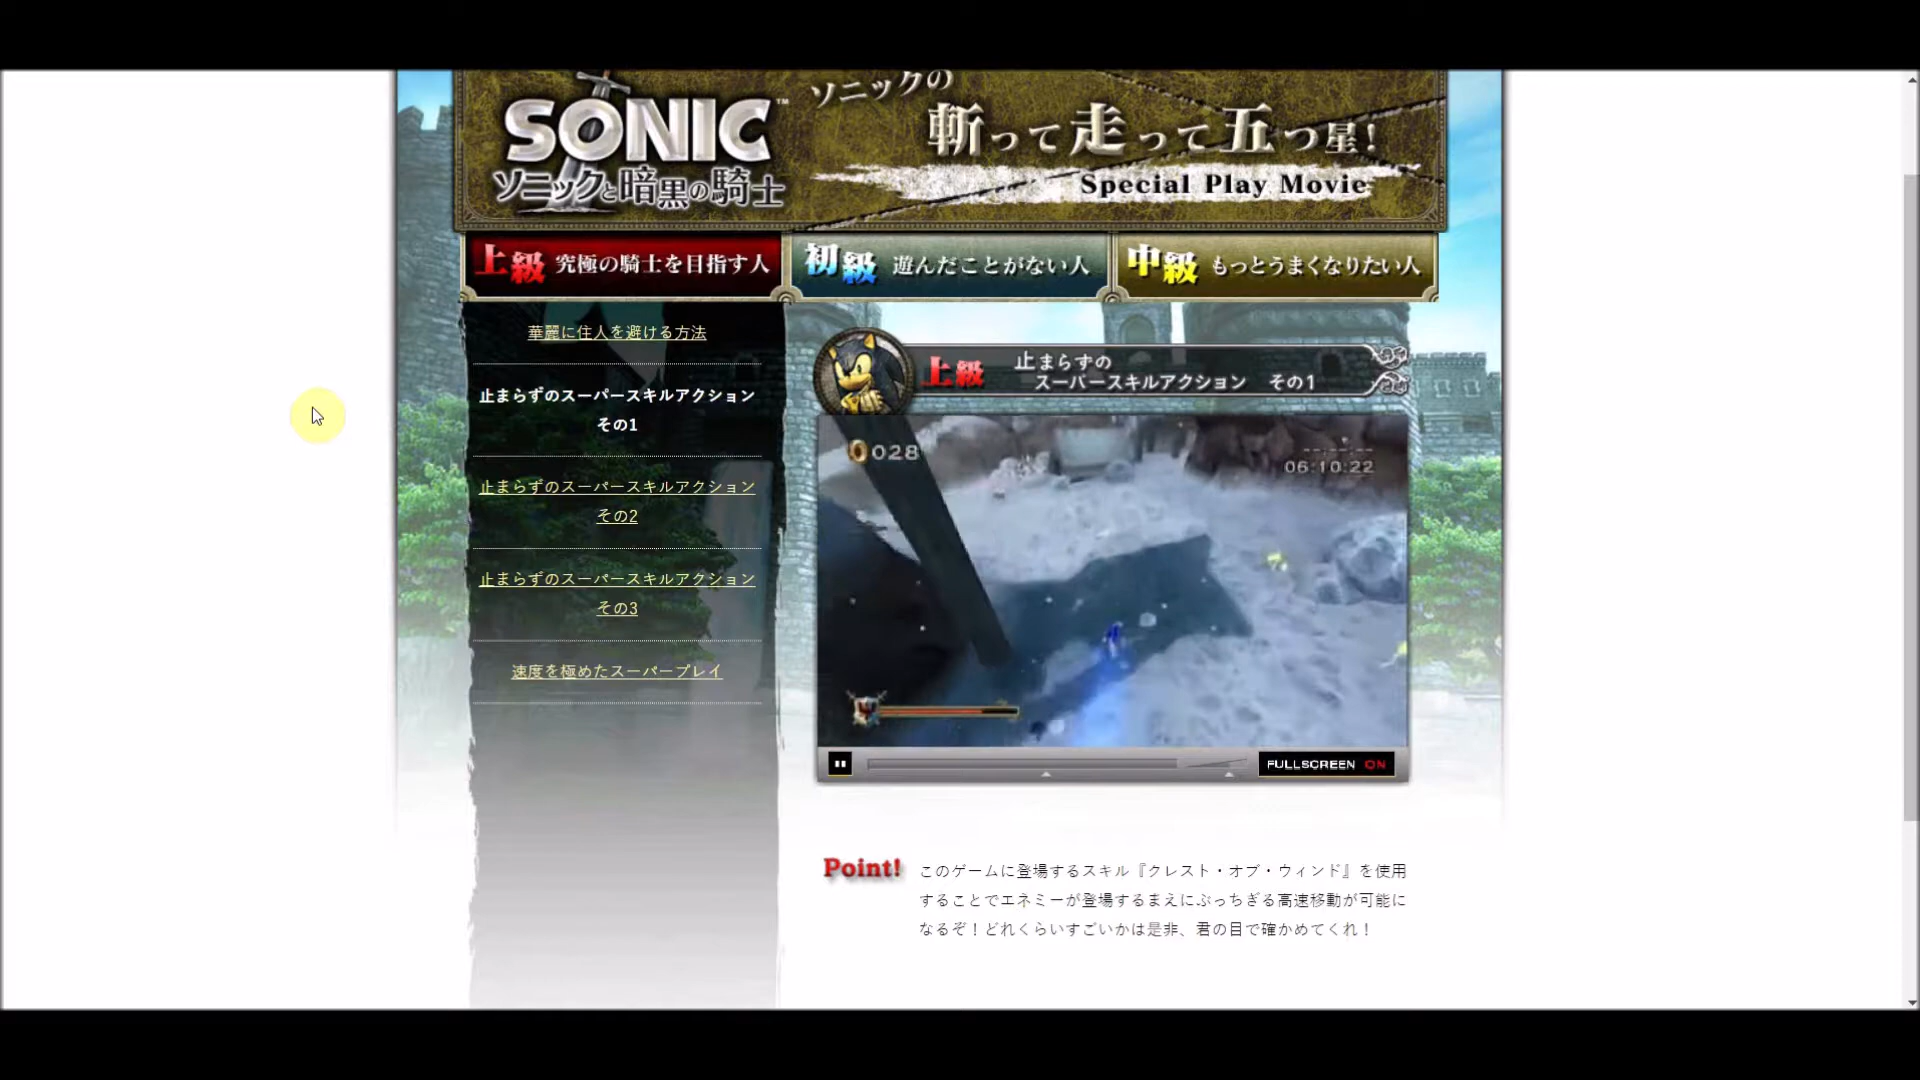 SONIC™
ソニックと暗黒の騎士
ソニックの
斬って走って五つ星!
Special Play Movie
上級 究極の騎士を目指す人
初級 遊んだことがない人
中級 もっとうまくなりたい人
華麗に住人を避ける方法
止まらずのスーパースキルアクション
その1
止まらずのスーパースキルアクション
その2
止まらずのスーパースキルアクション
その3
速度を極めたスーパープレイ
上級 止まらずの
スーパースキルアクション その1
028
--:--:--
06:10:22
FULLSCREEN ON
Point!
このゲームに登場するスキル『クレスト・オブ・ウィンド』を使用
することでエネミーが登場するまえにぶっちぎる高速移動が可能に
なるぞ！どれくらいすごいかは是非、君の目で確かめてくれ！